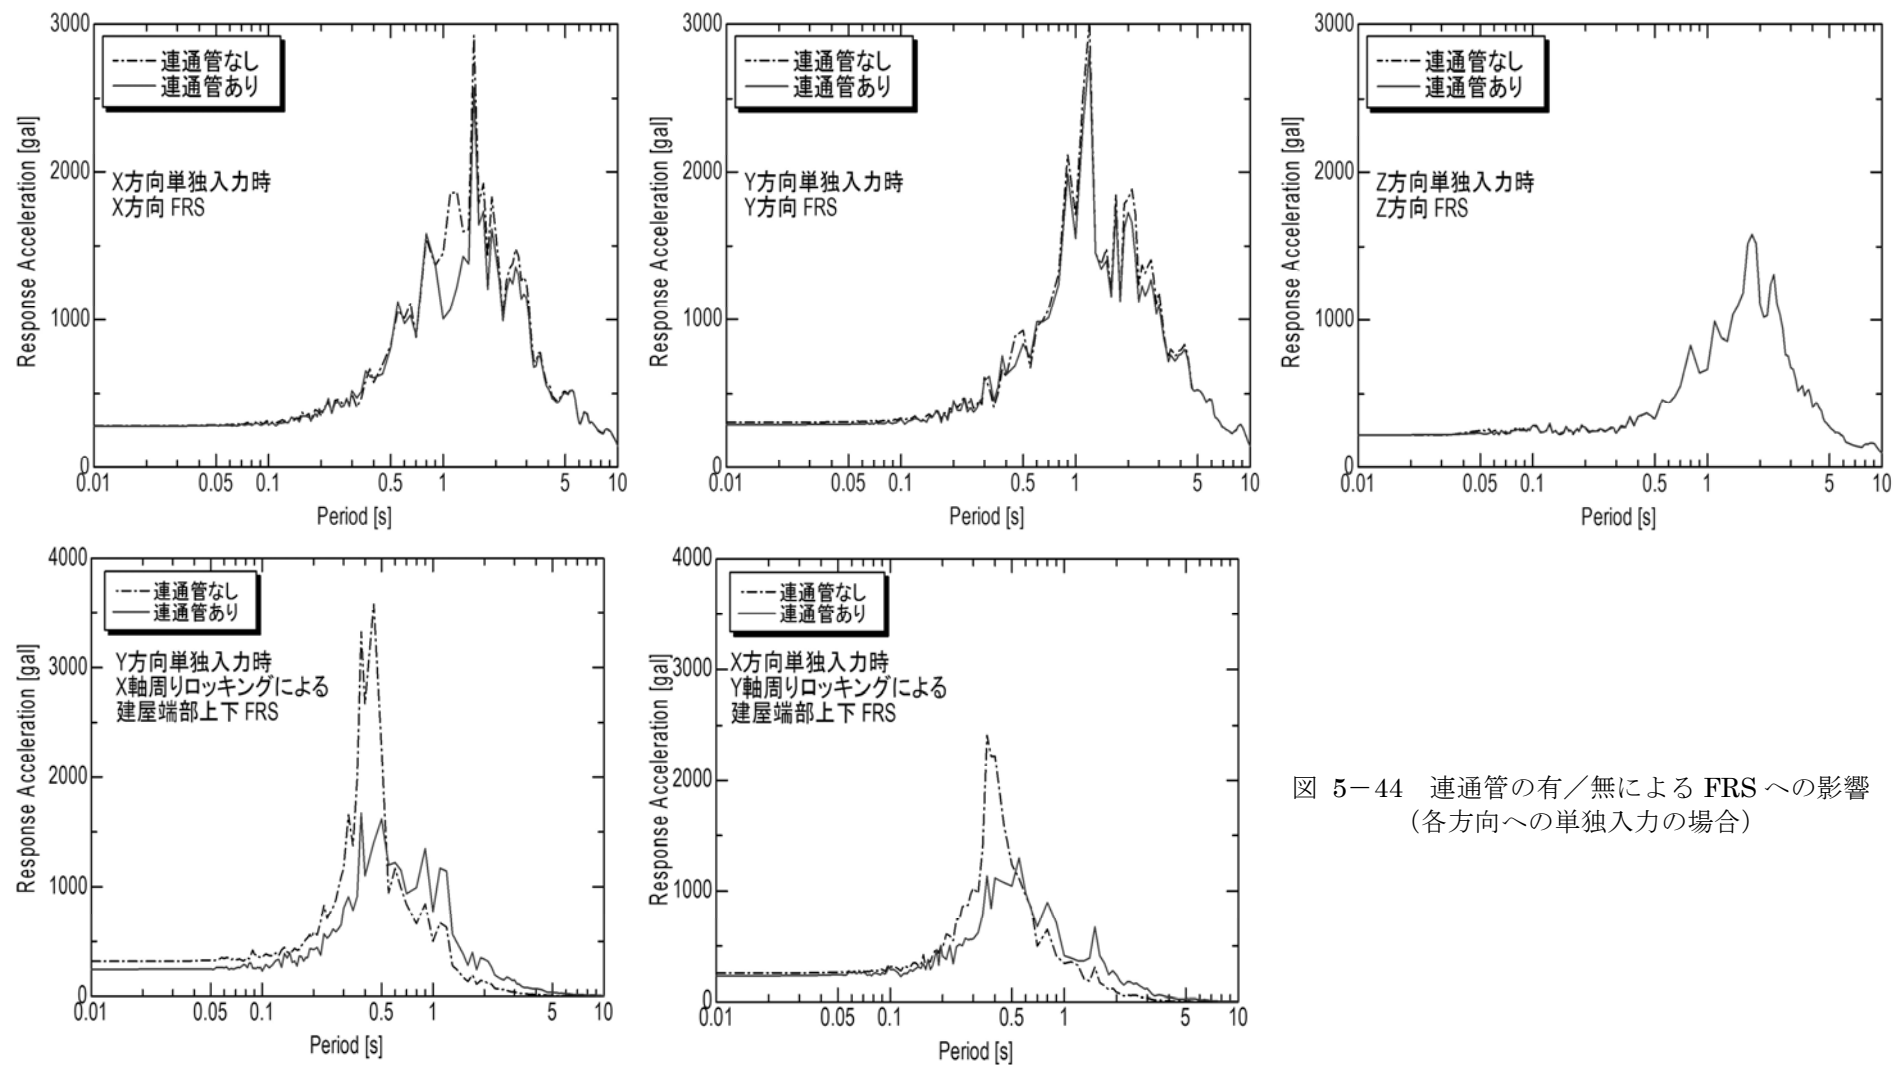 3000
2000
1000
0
Response Acceleration [gal]
連通管なし
連通管あり
X方向単独入力時
X方向 FRS
0.01 0.05 0.1 0.5 1 5 10
Period [s]
3000
2000
1000
0
Response Acceleration [gal]
連通管なし
連通管あり
Y方向単独入力時
Y方向 FRS
0.01 0.05 0.1 0.5 1 5 10
Period [s]
3000
2000
1000
0
Response Acceleration [gal]
連通管なし
連通管あり
Z方向単独入力時
Z方向 FRS
0.01 0.05 0.1 0.5 1 5 10
Period [s]
4000
3000
2000
1000
0
Response Acceleration [gal]
連通管なし
連通管あり
Y方向単独入力時
X軸周りロッキングによる
建屋端部上下 FRS
0.01 0.05 0.1 0.5 1 5 10
Period [s]
4000
3000
2000
1000
0
Response Acceleration [gal]
連通管なし
連通管あり
X方向単独入力時
Y軸周りロッキングによる
建屋端部上下 FRS
0.01 0.05 0.1 0.5 1 5 10
Period [s]
図 5－44　連通管の有／無による FRS への影響
（各方向への単独入力の場合）